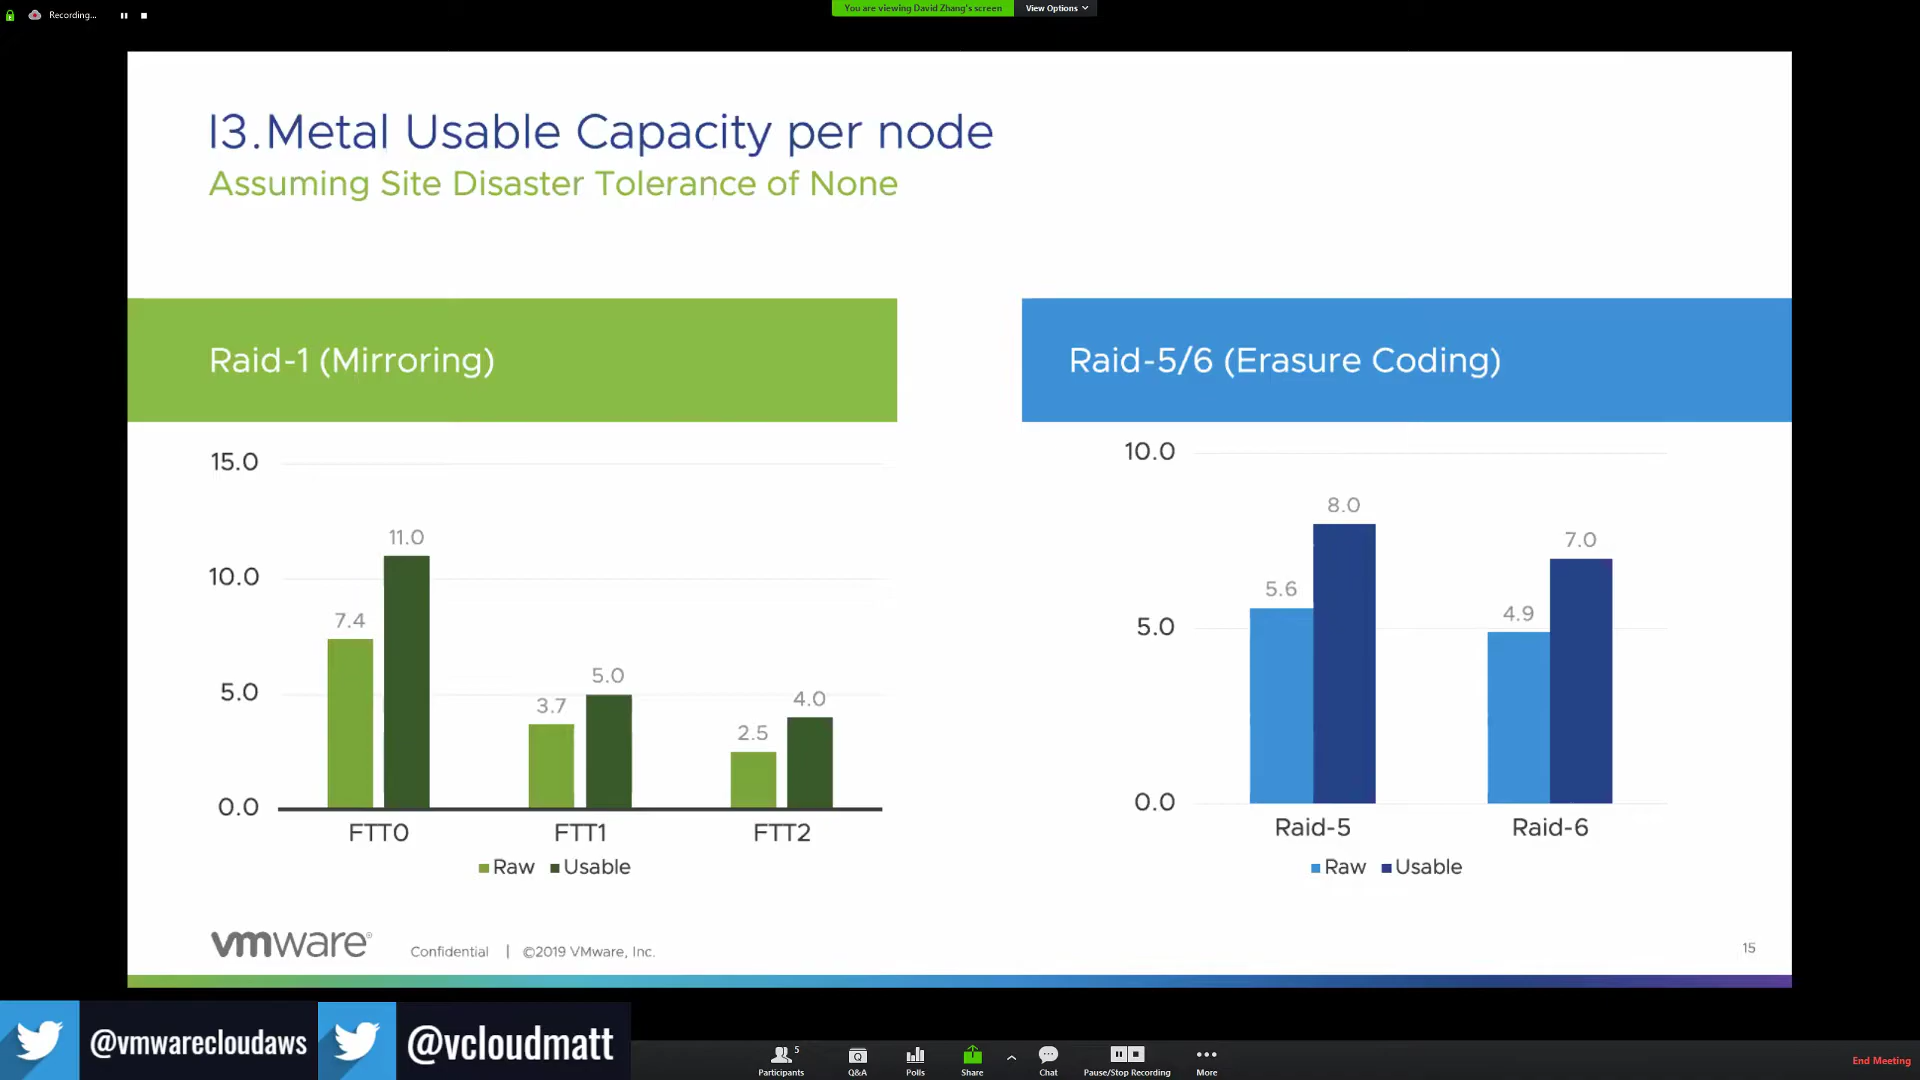 Recording...
You are viewing David Zhang's screen
View Options
I3.Metal Usable Capacity per node
Assuming Site Disaster Tolerance of None
Raid-1 (Mirroring)
15.0
10.0
5.0
0.0
7.4
11.0
3.7
5.0
2.5
4.0
FTT0
FTT1
FTT2
Raw
Usable
Raid-5/6 (Erasure Coding)
10.0
5.0
0.0
5.6
8.0
4.9
7.0
Raid-5
Raid-6
Raw
Usable
vmware®
Confidential | ©2019 VMware, Inc.
15
@vmwarecloudaws
@vcloudmatt
5
Participants
Q&A
Polls
Share
Chat
Pause/Stop Recording
More
End Meeting